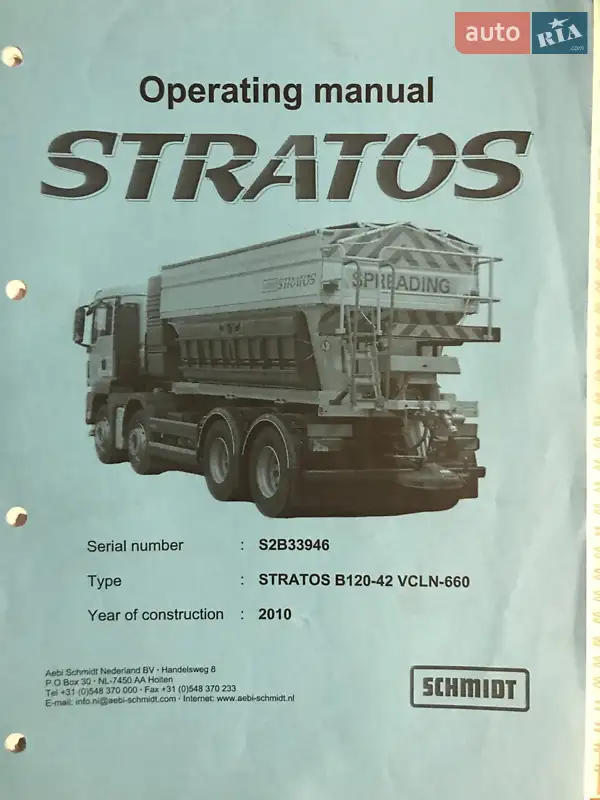 auto RIA .com
Operating manual
STRATOS
STRATOS
SPREADING
Serial number : S2B33946
Type : STRATOS B120-42 VCLN-660
Year of construction : 2010
Aebi Schmidt Nederland BV · Handelsweg 8
P.O Box 30 · NL-7450 AA Holten
Tel +31 (0)548 370 000 · Fax +31 (0)548 370 233
E-mail: info.nl@aebi-schmidt.com · Internet: www.aebi-schmidt.nl
SCHMIDT